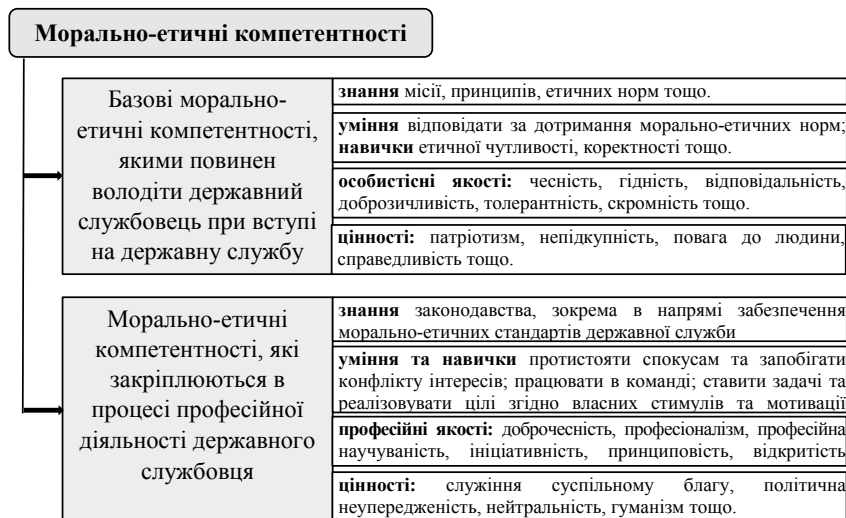 Морально-етичні компетентності
Базові морально-
етичні компетентності,
якими повинен
володіти державний
службовець при вступі
на державну службу
знання місії, принципів, етичних норм тощо.
уміння відповідати за дотримання морально-етичних норм;
навички етичної чутливості, коректності тощо.
особистісні якості: чесність, гідність, відповідальність,
доброзичливість, толерантність, скромність тощо.
цінності: патріотизм, непідкупність, повага до людини,
справедливість тощо.
Морально-етичні
компетентності, які
закріплюються в
процесі професійної
діяльності державного
службовця
знання законодавства, зокрема в напрямі забезпечення
морально-етичних стандартів державної служби
уміння та навички протистояти спокусам та запобігати
конфлікту інтересів; працювати в команді; ставити задачі та
реалізовувати цілі згідно власних стимулів та мотивації
професійні якості: доброчесність, професіоналізм, професійна
научуваність, ініціативність, принциповість, відкритість
цінності: служіння суспільному благу, політична
неупередженість, нейтральність, гуманізм тощо.